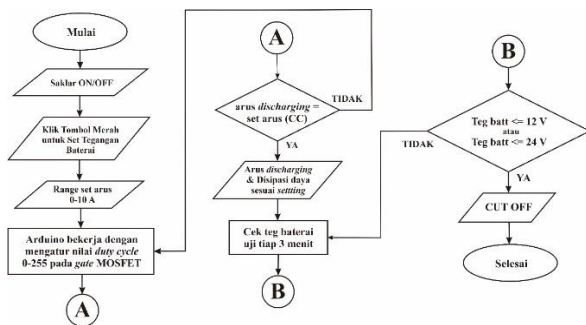 Mulai
Saklar ON/OFF
Klik Tombol Merah
untuk Set Tegangan
Baterai
Range set arus
0-10 A
Arduino bekerja dengan
mengatur nilai duty cycle
0-255 pada gate MOSFET
A
A
arus discharging =
set arus (CC)
TIDAK
YA
Arus discharging
& Disipasi daya
sesuai settting
Cek teg baterai
uji tiap 3 menit
B
B
Teg batt <= 12 V
atau
Teg batt <= 24 V
TIDAK
YA
CUT OFF
Selesai